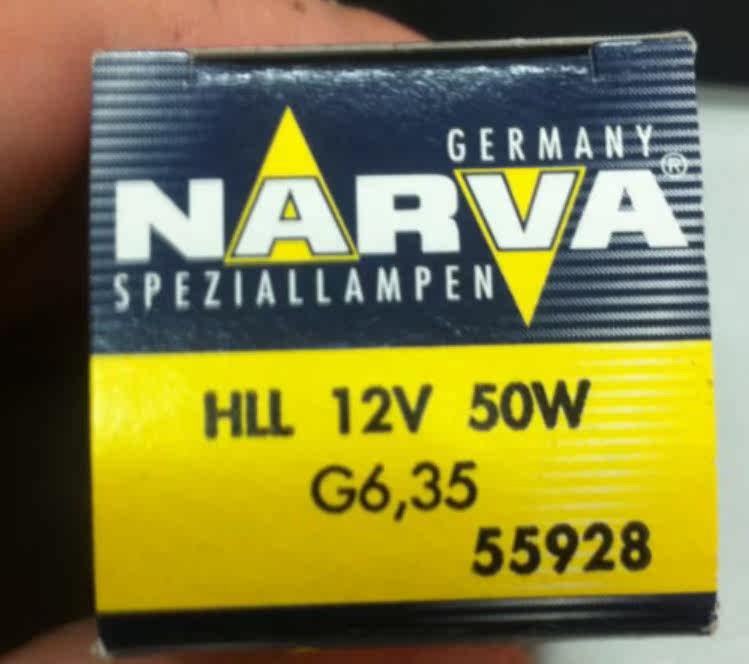 GERMANY
NARVA®
SPEZIALLAMPEN
HLL 12V 50W
G6,35
55928